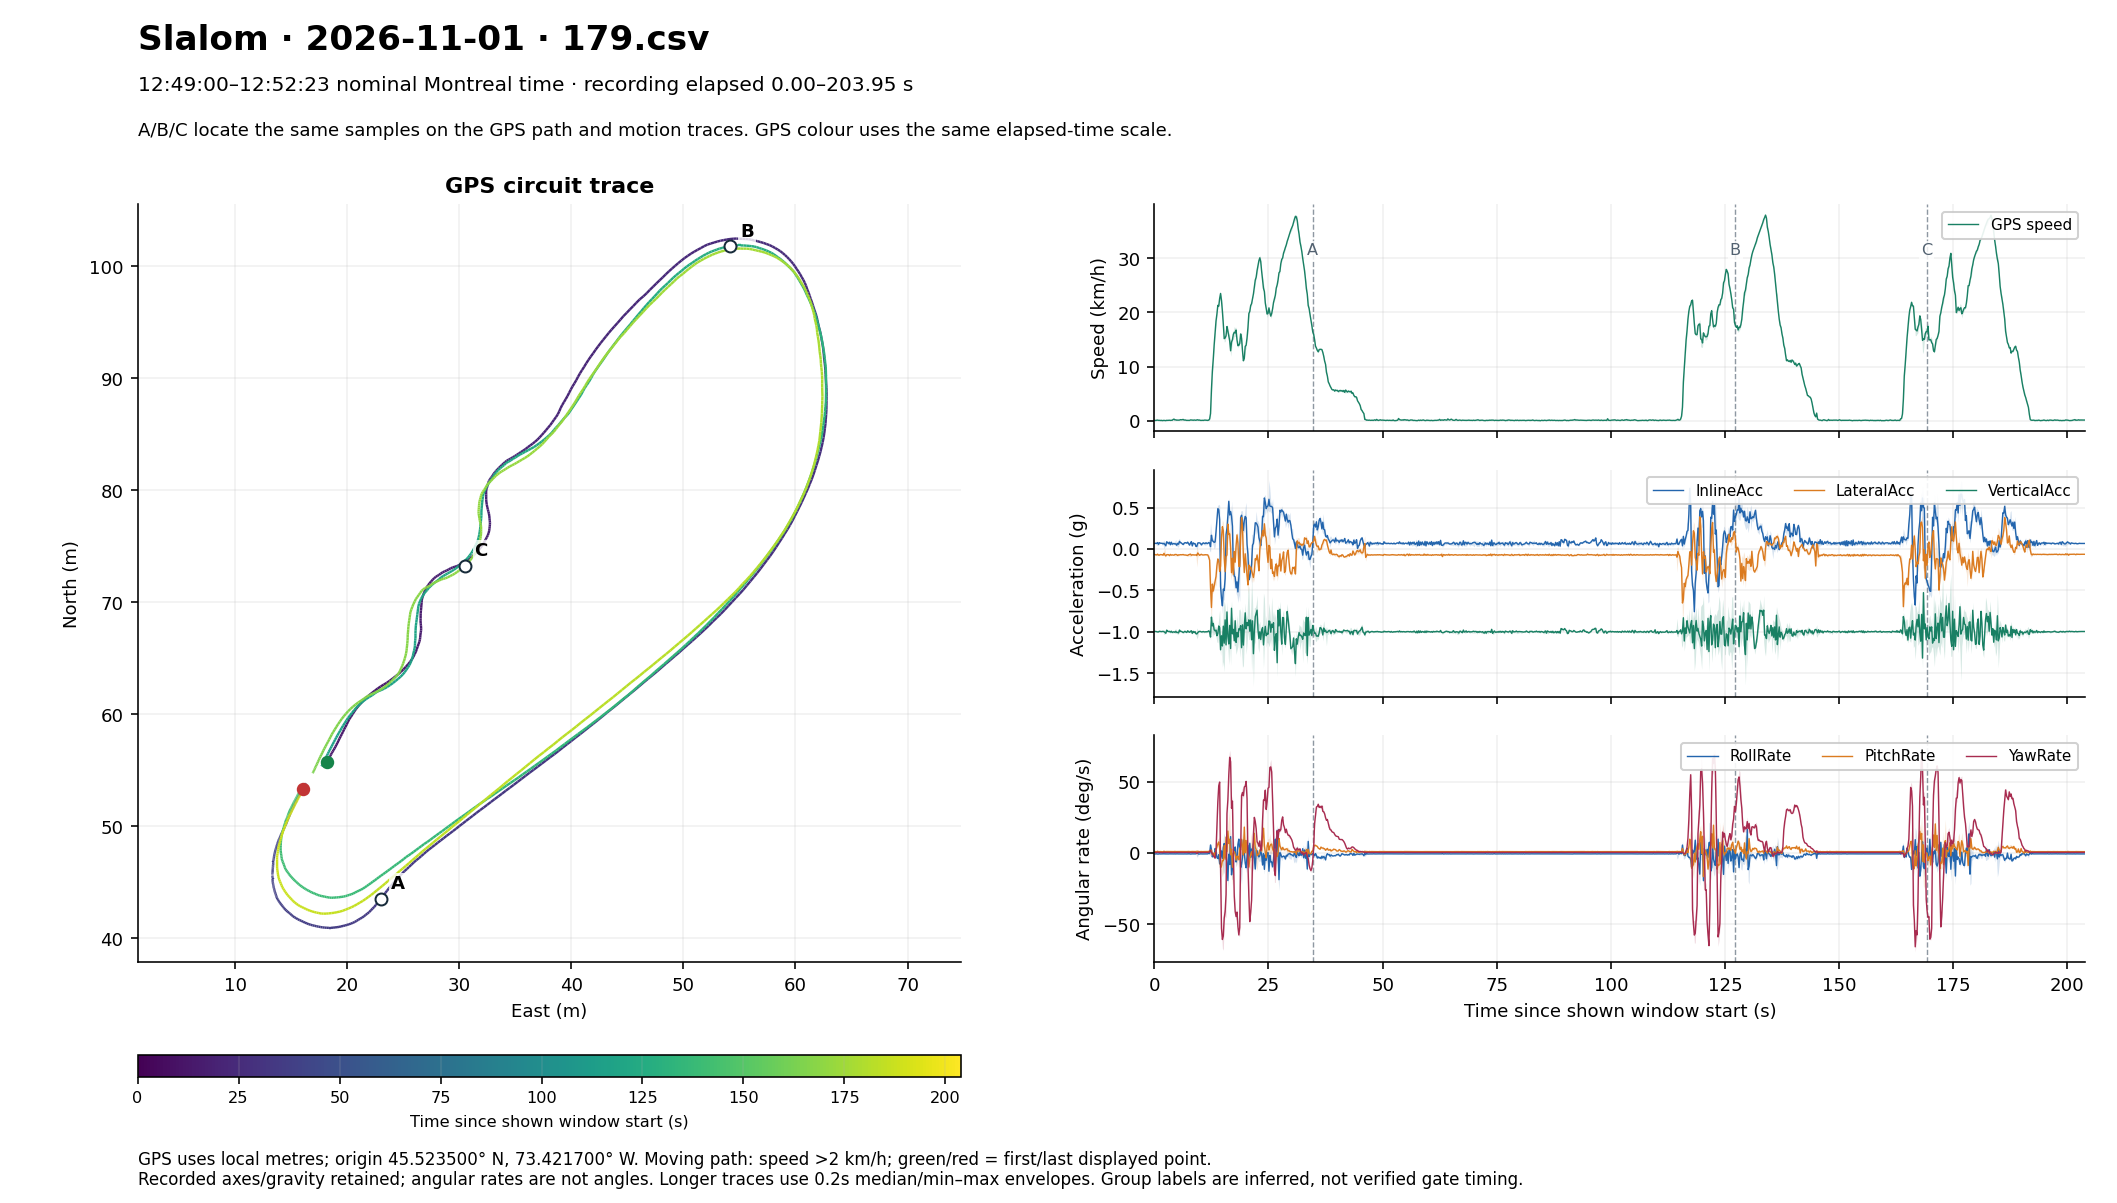 Slalom · 2026-11-01 · 179.csv
12:49:00–12:52:23 nominal Montreal time · recording elapsed 0.00–203.95 s
A/B/C locate the same samples on the GPS path and motion traces. GPS colour uses the same elapsed-time scale.
GPS circuit trace
North (m)
100
90
80
70
60
50
40
B
C
A
10 20 30 40 50 60 70
East (m)
0 25 50 75 100 125 150 175 200
Time since shown window start (s)
Speed (km/h)
30
20
10
0
A B C
GPS speed
Acceleration (g)
0.5
0.0
−0.5
−1.0
−1.5
InlineAcc LateralAcc VerticalAcc
Angular rate (deg/s)
50
0
−50
RollRate PitchRate YawRate
0 25 50 75 100 125 150 175 200
Time since shown window start (s)
GPS uses local metres; origin 45.523500° N, 73.421700° W. Moving path: speed >2 km/h; green/red = first/last displayed point.
Recorded axes/gravity retained; angular rates are not angles. Longer traces use 0.2s median/min–max envelopes. Group labels are inferred, not verified gate timing.